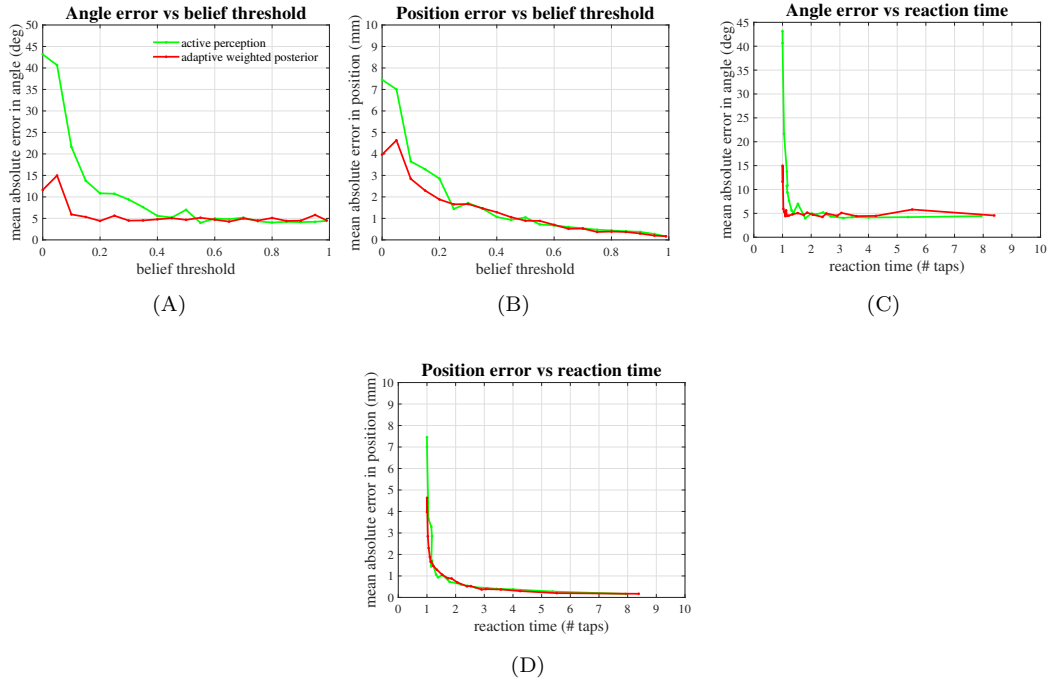 Angle error vs belief threshold
mean absolute error in angle (deg)
50
45
40
35
30
25
20
15
10
5
0
active perception
adaptive weighted posterior
0 0.2 0.4 0.6 0.8 1
belief threshold
(A)
Position error vs belief threshold
mean absolute error in position (mm)
10
9
8
7
6
5
4
3
2
1
0
0 0.2 0.4 0.6 0.8 1
belief threshold
(B)
Angle error vs reaction time
mean absolute error in angle (deg)
45
40
35
30
25
20
15
10
5
0
0 1 2 3 4 5 6 7 8 9 10
reaction time (# taps)
(C)
Position error vs reaction time
mean absolute error in position (mm)
10
9
8
7
6
5
4
3
2
1
0
0 1 2 3 4 5 6 7 8 9 10
reaction time (# taps)
(D)